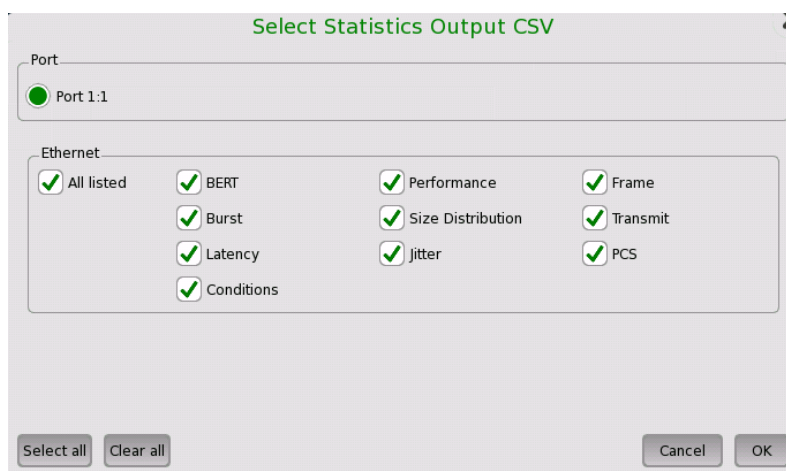 Select Statistics Output CSV
Port
Port 1:1
Ethernet
All listed BERT Performance Frame
Burst Size Distribution Transmit
Latency Jitter PCS
Conditions
Select all Clear all Cancel OK